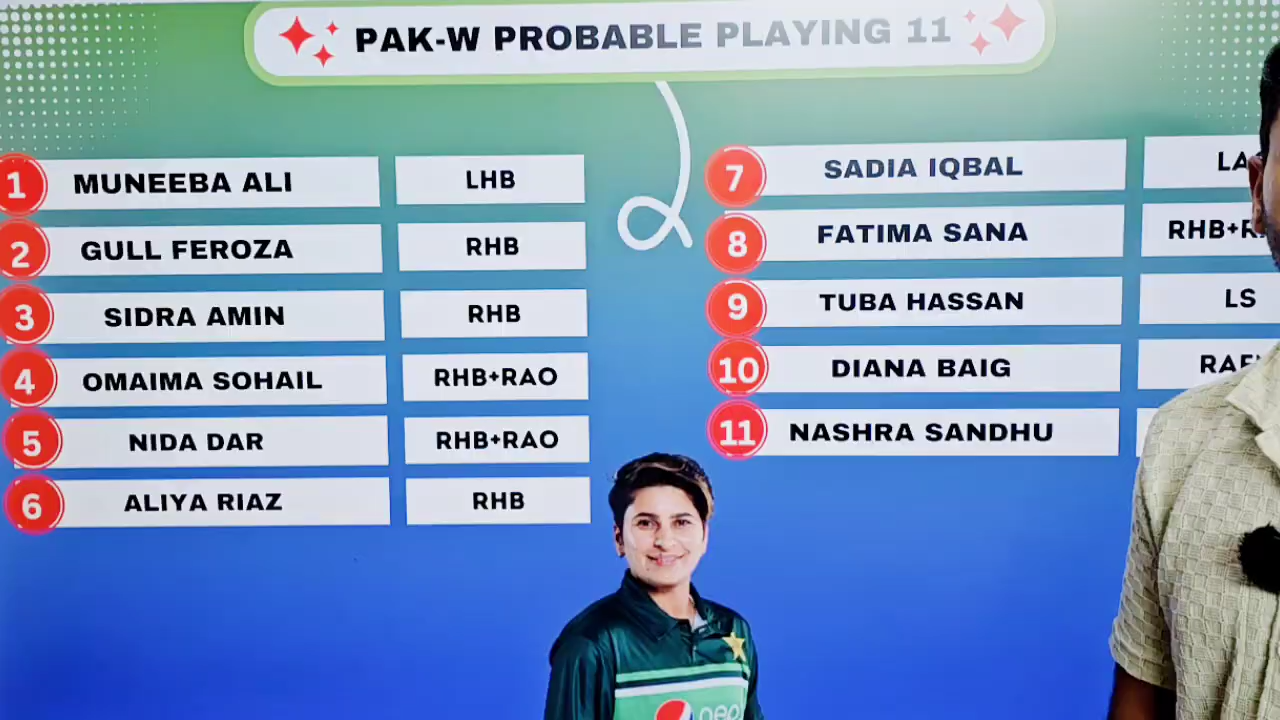 PAK-W PROBABLE PLAYING 11
1 MUNEEBA ALI LHB
2 GULL FEROZA RHB
3 SIDRA AMIN RHB
4 OMAIMA SOHAIL RHB+RAO
5 NIDA DAR RHB+RAO
6 ALIYA RIAZ RHB
7 SADIA IQBAL
8 FATIMA SANA
9 TUBA HASSAN LS
10 DIANA BAIG
11 NASHRA SANDHU